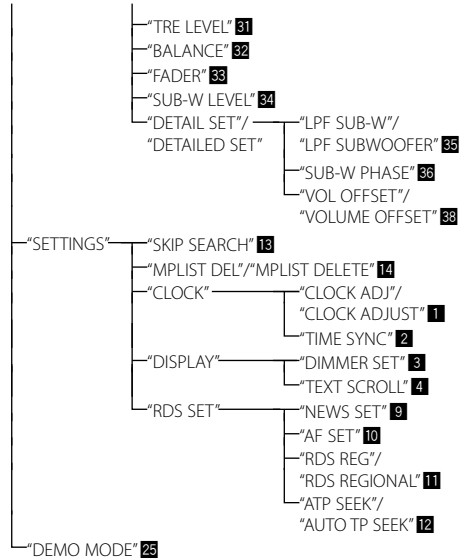 “TRE LEVEL” 31
“BALANCE” 32
“FADER” 33
“SUB-W LEVEL” 34
“DETAIL SET”/ “LPF SUB-W”/
“DETAILED SET” “LPF SUBWOOFER” 35
“SUB-W PHASE” 36
“VOL OFFSET”/
“VOLUME OFFSET” 38
“SETTINGS” “SKIP SEARCH” 13
“MPLIST DEL”/“MPLIST DELETE” 14
“CLOCK” “CLOCK ADJ”/
“CLOCK ADJUST” 1
“TIME SYNC” 2
“DISPLAY” “DIMMER SET” 3
“TEXT SCROLL” 4
“RDS SET” “NEWS SET” 9
“AF SET” 10
“RDS REG”/
“RDS REGIONAL” 11
“ATP SEEK”/
“AUTO TP SEEK” 12
“DEMO MODE” 25